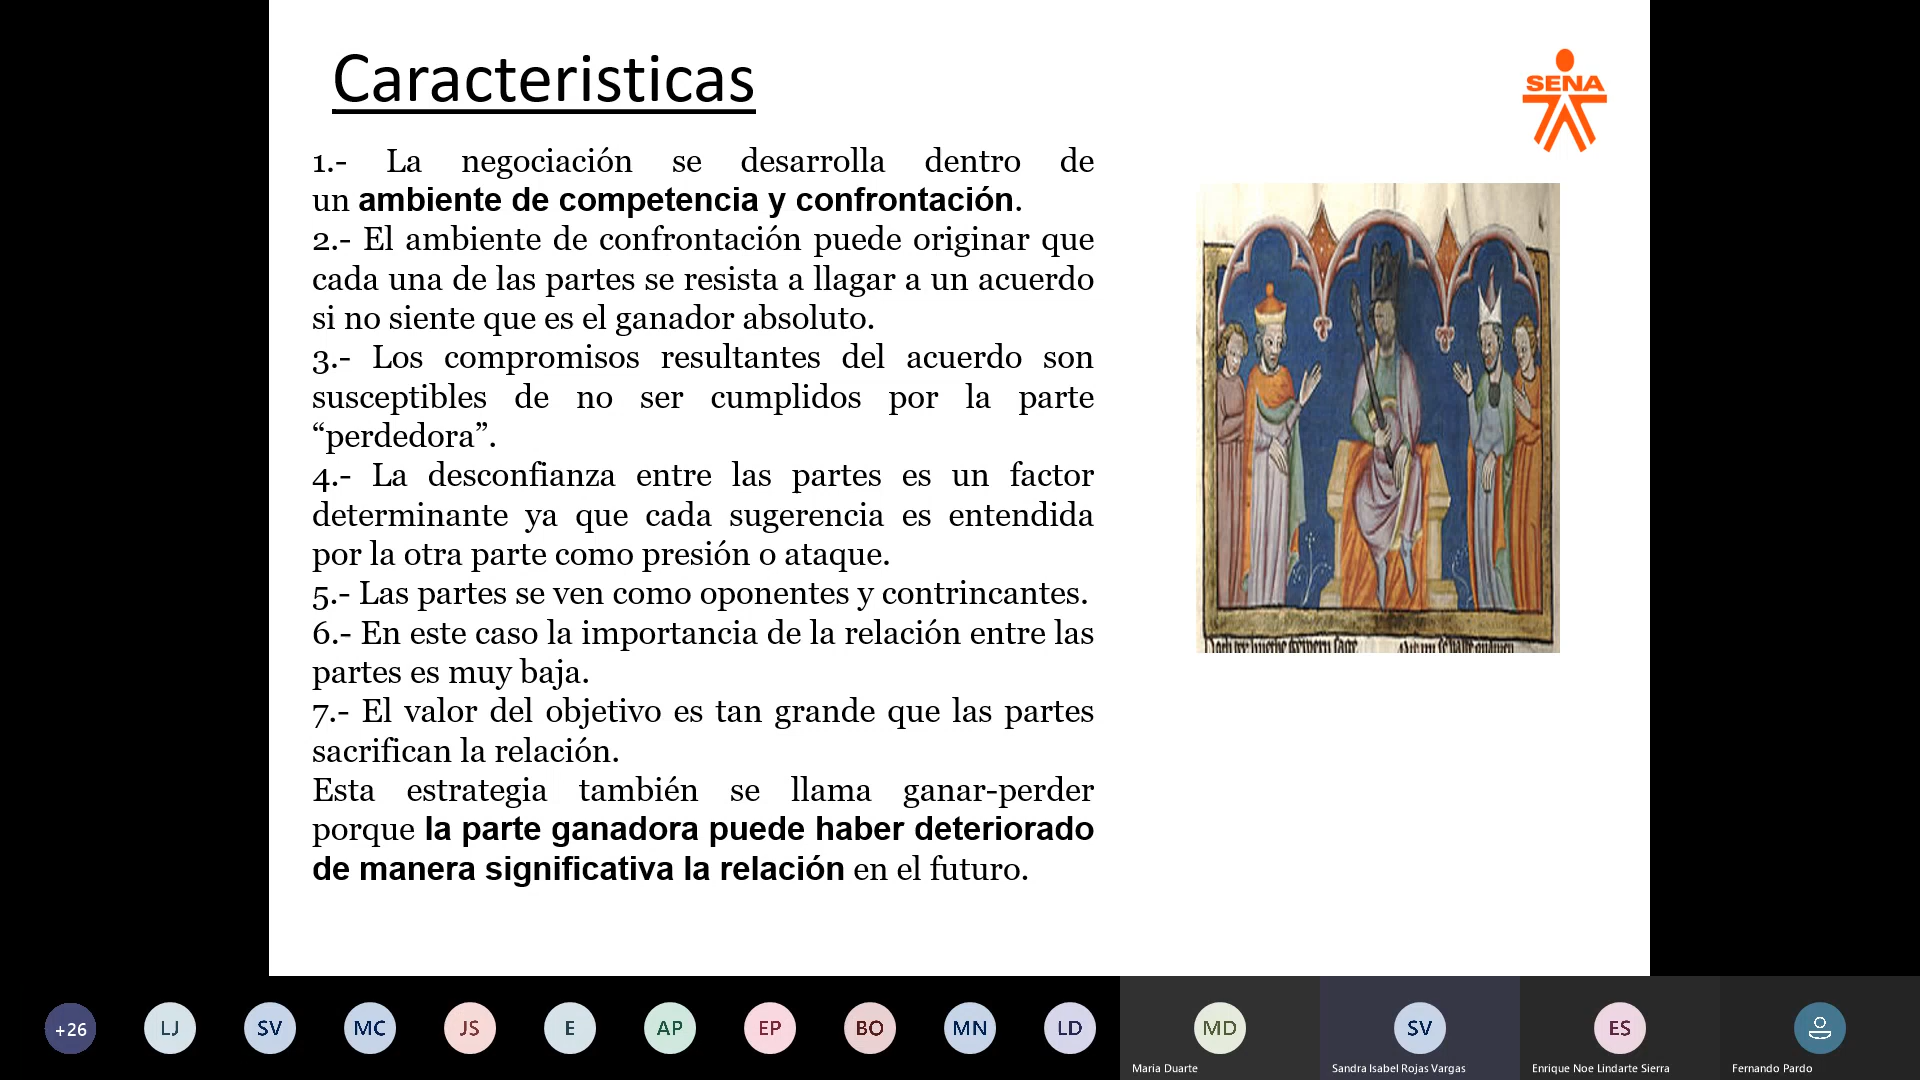 Caracteristicas
SENA
1.- La negociación se desarrolla dentro de
un ambiente de competencia y confrontación.
2.- El ambiente de confrontación puede originar que
cada una de las partes se resista a llagar a un acuerdo
si no siente que es el ganador absoluto.
3.- Los compromisos resultantes del acuerdo son
susceptibles de no ser cumplidos por la parte
“perdedora”.
4.- La desconfianza entre las partes es un factor
determinante ya que cada sugerencia es entendida
por la otra parte como presión o ataque.
5.- Las partes se ven como oponentes y contrincantes.
6.- En este caso la importancia de la relación entre las
partes es muy baja.
7.- El valor del objetivo es tan grande que las partes
sacrifican la relación.
Esta estrategia también se llama ganar-perder
porque la parte ganadora puede haber deteriorado
de manera significativa la relación en el futuro.
+26 LJ SV MC JS E AP EP BO MN LD MD SV ES
Maria Duarte Sandra Isabel Rojas Vargas Enrique Noe Lindarte Sierra Fernando Pardo